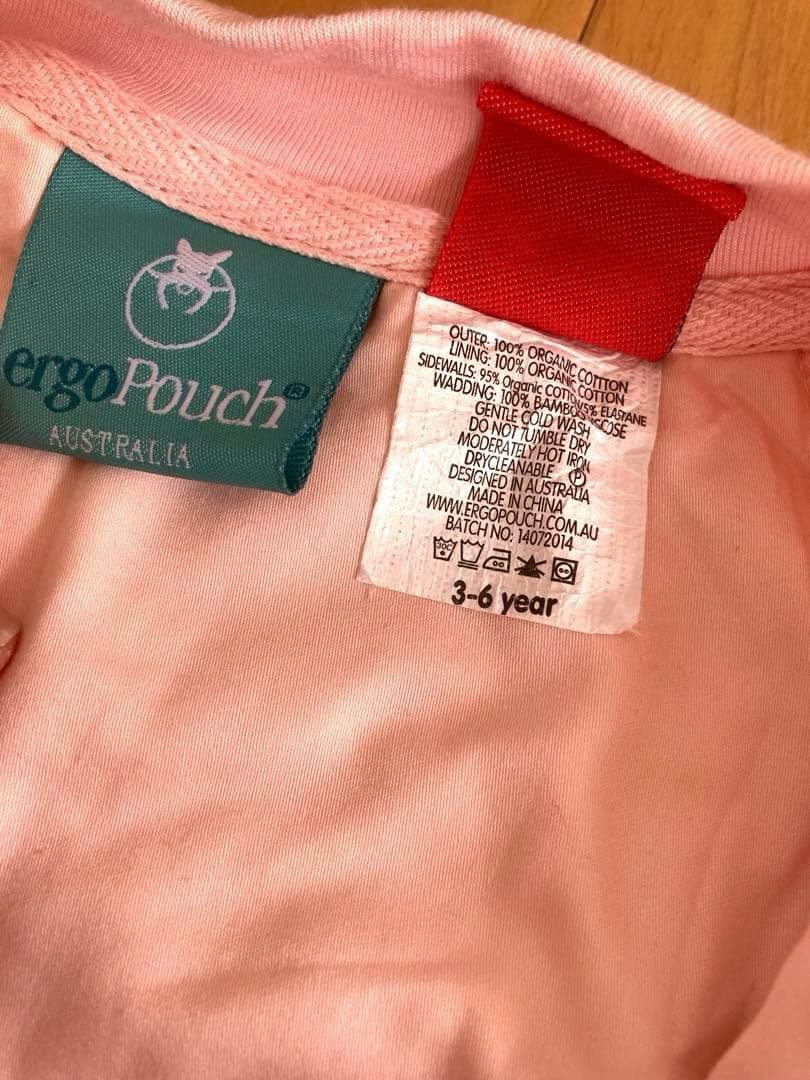 ergoPouch®
AUSTRALIA
OUTER: 100% ORGANIC COTTON
LINING: 100% ORGANIC COTTON
SIDEWALLS: 95% Organic COTTON 5% ELASTANE
WADDING: 100% BAMBOO
GENTLE COLD WASH
DO NOT TUMBLE DRY
MODERATELY HOT IRON
DRYCLEANABLE Ⓟ
DESIGNED IN AUSTRALIA
MADE IN CHINA
WWW.ERGOPOUCH.COM.AU
BATCH NO: 14072014
30C
3-6 year